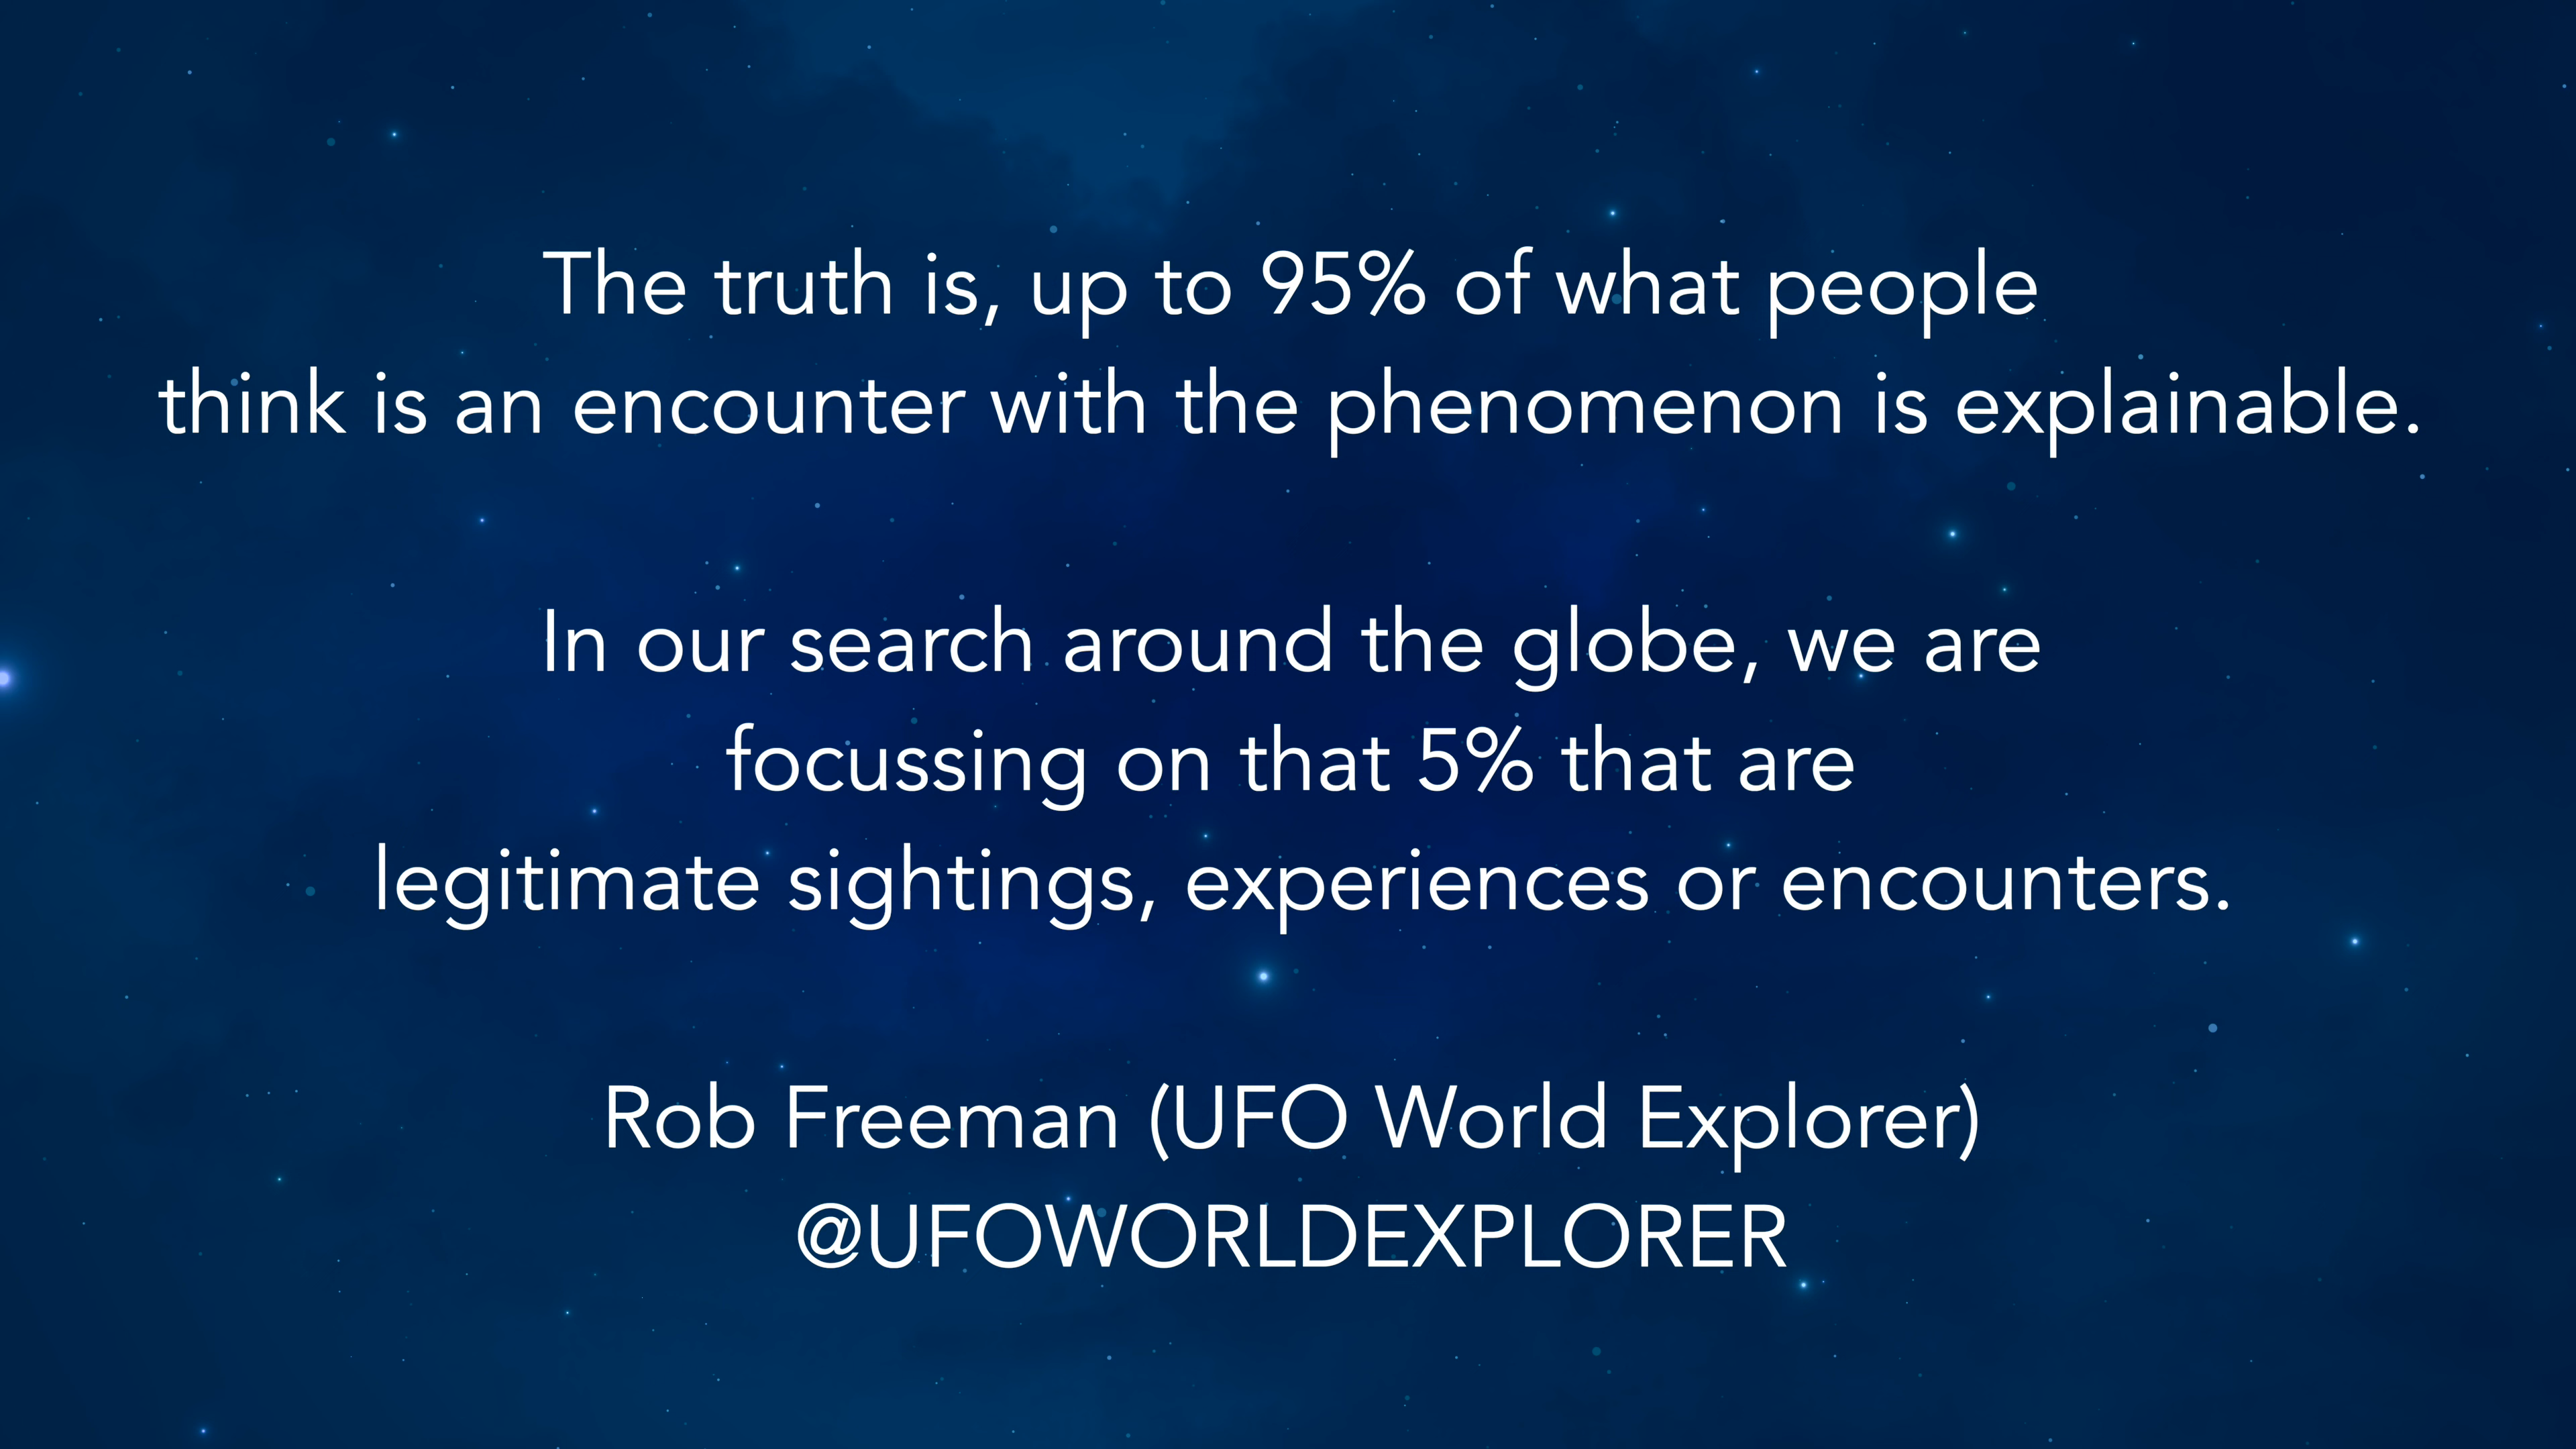 The truth is, up to 95% of what people
think is an encounter with the phenomenon is explainable.
In our search around the globe, we are
focussing on that 5% that are
legitimate sightings, experiences or encounters.
Rob Freeman (UFO World Explorer)
@UFOWORLDEXPLORER